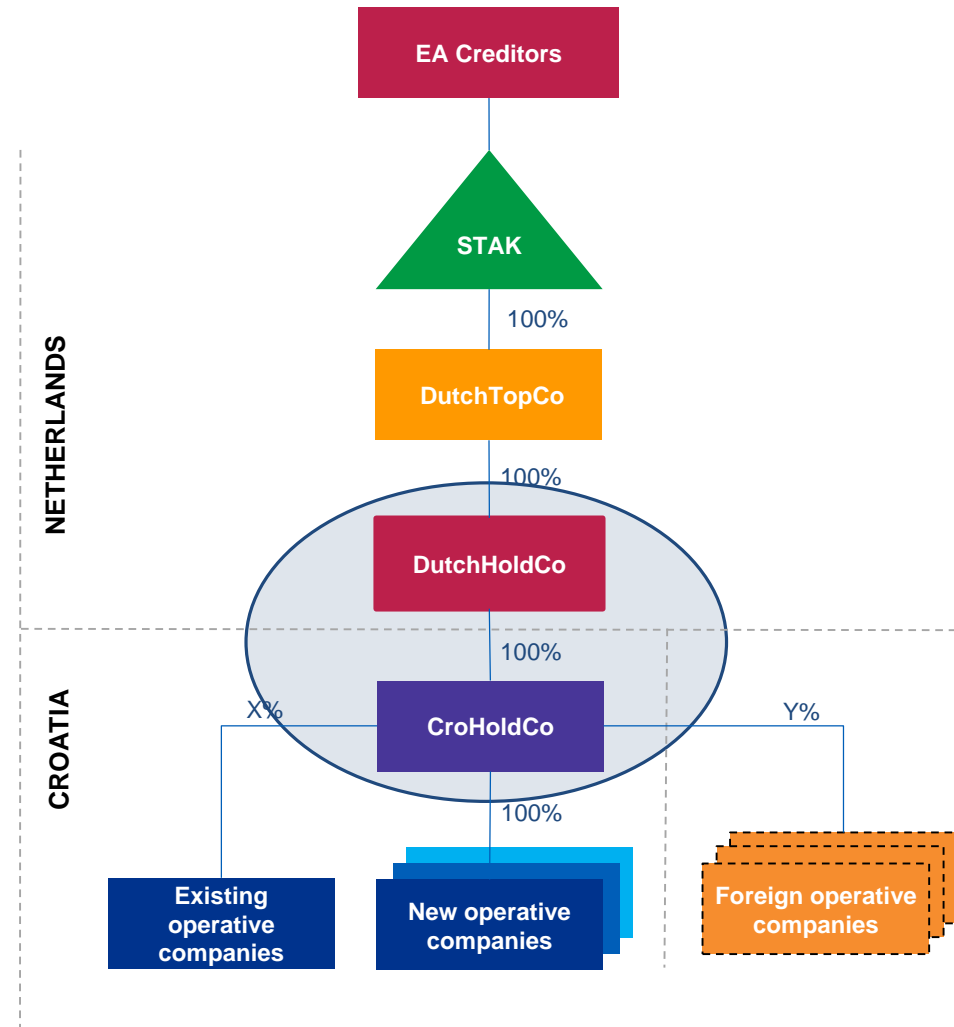 EA Creditors
STAK
100%
DutchTopCo
100%
NETHERLANDS
DutchHoldCo
100%
CROATIA
X%
CroHoldCo
Y%
100%
Existing
operative
companies
New operative
companies
Foreign operative
companies